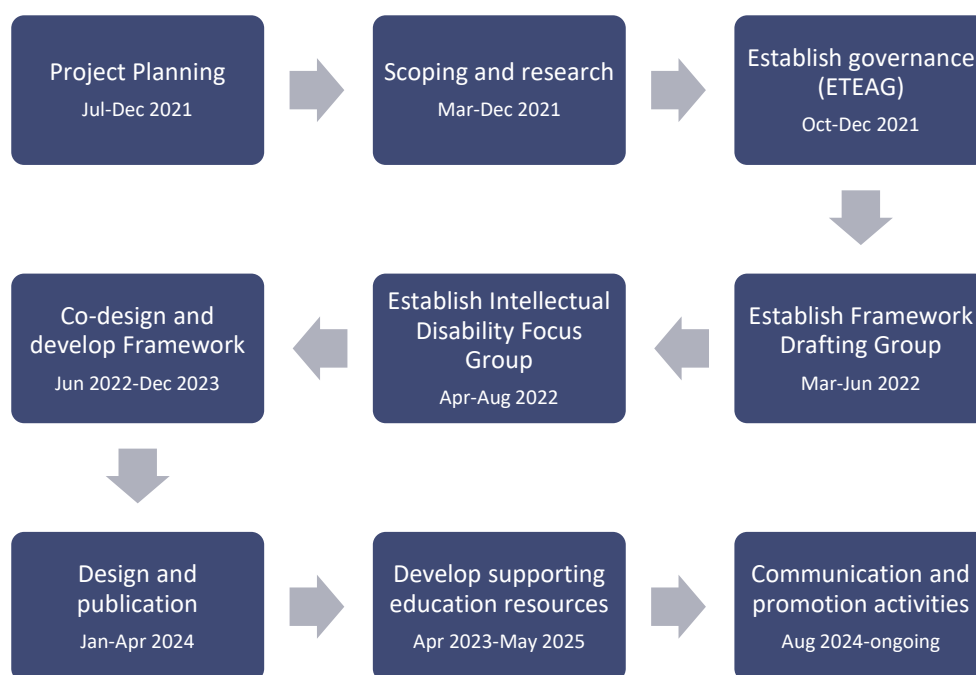 Project Planning
Jul-Dec 2021
Scoping and research
Mar-Dec 2021
Establish governance
(ETEAG)
Oct-Dec 2021
Establish Framework
Drafting Group
Mar-Jun 2022
Establish Intellectual
Disability Focus
Group
Apr-Aug 2022
Co-design and
develop Framework
Jun 2022-Dec 2023
Design and
publication
Jan-Apr 2024
Develop supporting
education resources
Apr 2023-May 2025
Communication and
promotion activities
Aug 2024-ongoing